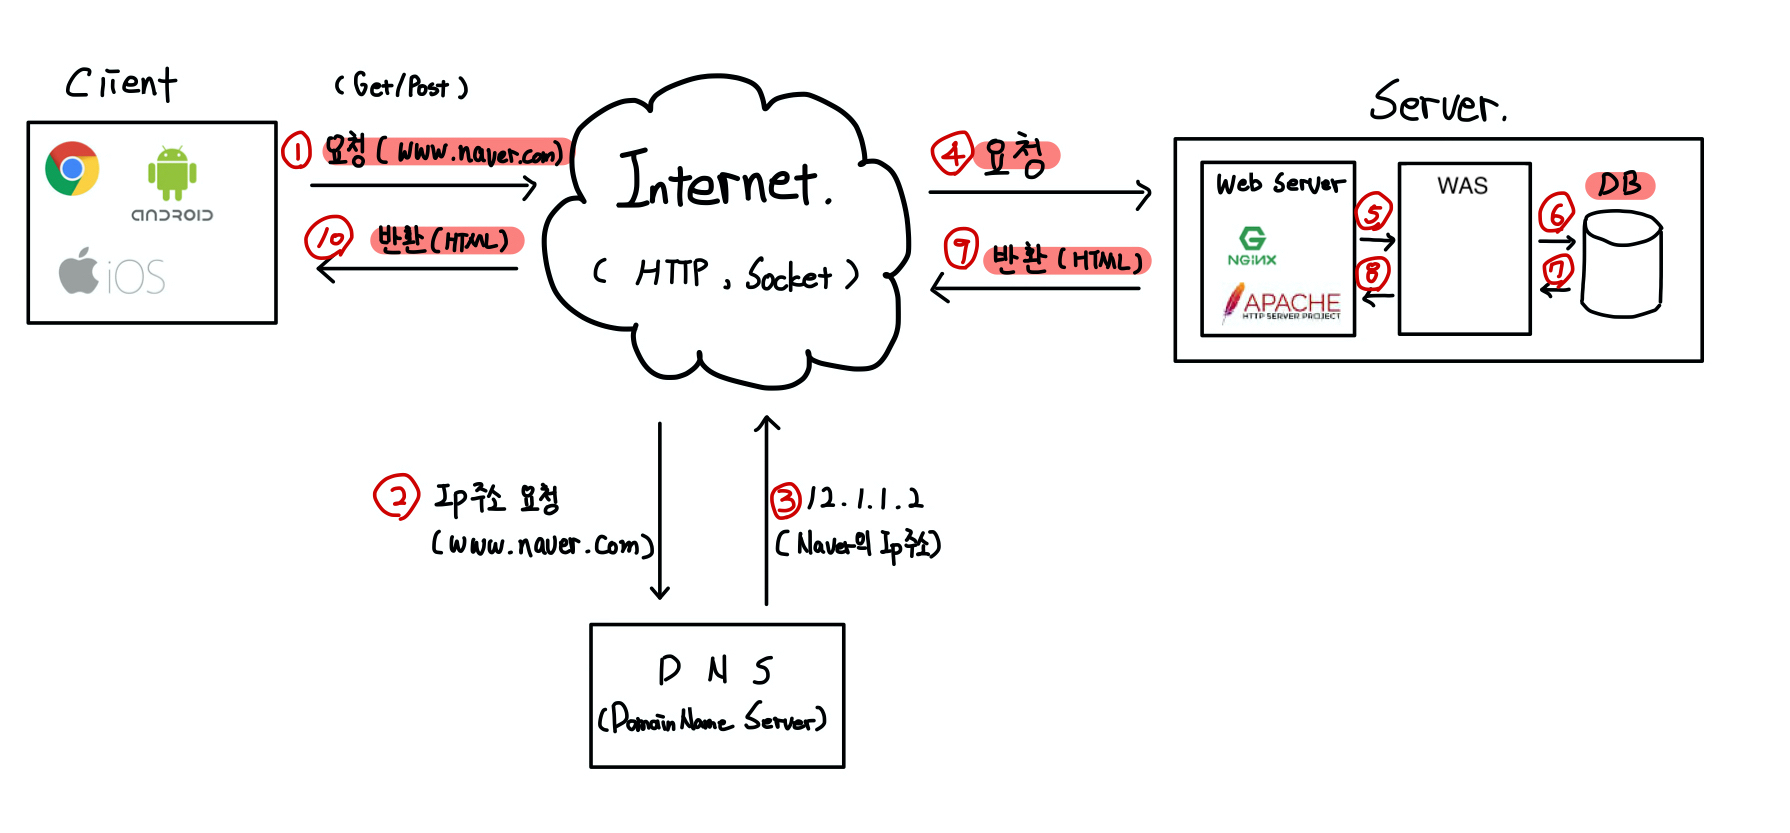 Client
(Get/Post)
① 요청 (www.naver.com)
⑩ 반환 (HTML)
ANDROID
iOS
Internet.
(HTTP, Socket)
④ 요청
⑨ 반환 (HTML)
Server.
Web Server
NGINX
APACHE
HTTP SERVER PROJECT
⑤
⑧
WAS
⑥
⑦
DB
② Ip주소 요청
(www.naver.com)
③ 12.1.1.2
(Naver의 Ip주소)
DNS
(Domain Name Server)